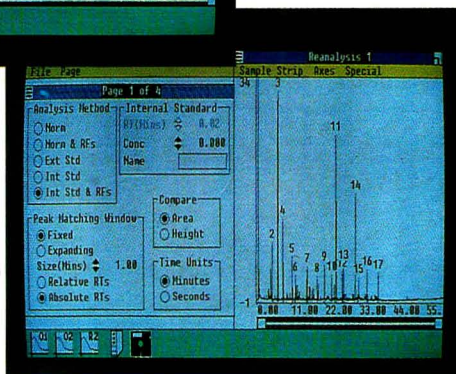 File Page
Page 1 of 4
Analysis Method
Norm
Norm & RFs
Ext Std
Int Std
Int Std & RFs
Internal Standard
RT(Mins) 0.02
Conc 0.000
Name
Peak Matching Window
Fixed
Expanding
Size(Mins) 1.00
Relative RTs
Absolute RTs
Compare
Area
Height
Time Units
Minutes
Seconds
Reanalysis 1
Sample Strip Axes Special
34
3
11
14
4
2
5
6
7
8
9
10
12
13
15
16
17
-1
0.00 11.00 22.00 33.00 44.00 55.
01 02 R2